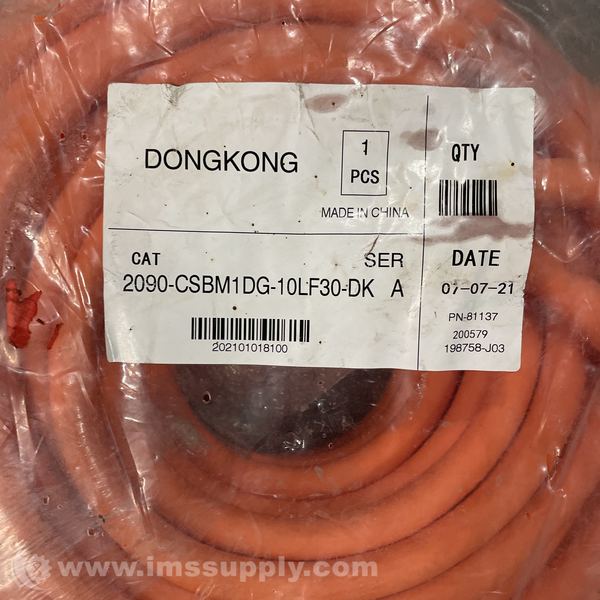 DONGKONG
1
PCS
MADE IN CHINA
QTY
CAT
SER
2090-CSBM1DG-10LF30-DK A
202101018100
DATE
07-07-21
PN-81137
200579
198758-J03
© www.imssupply.com